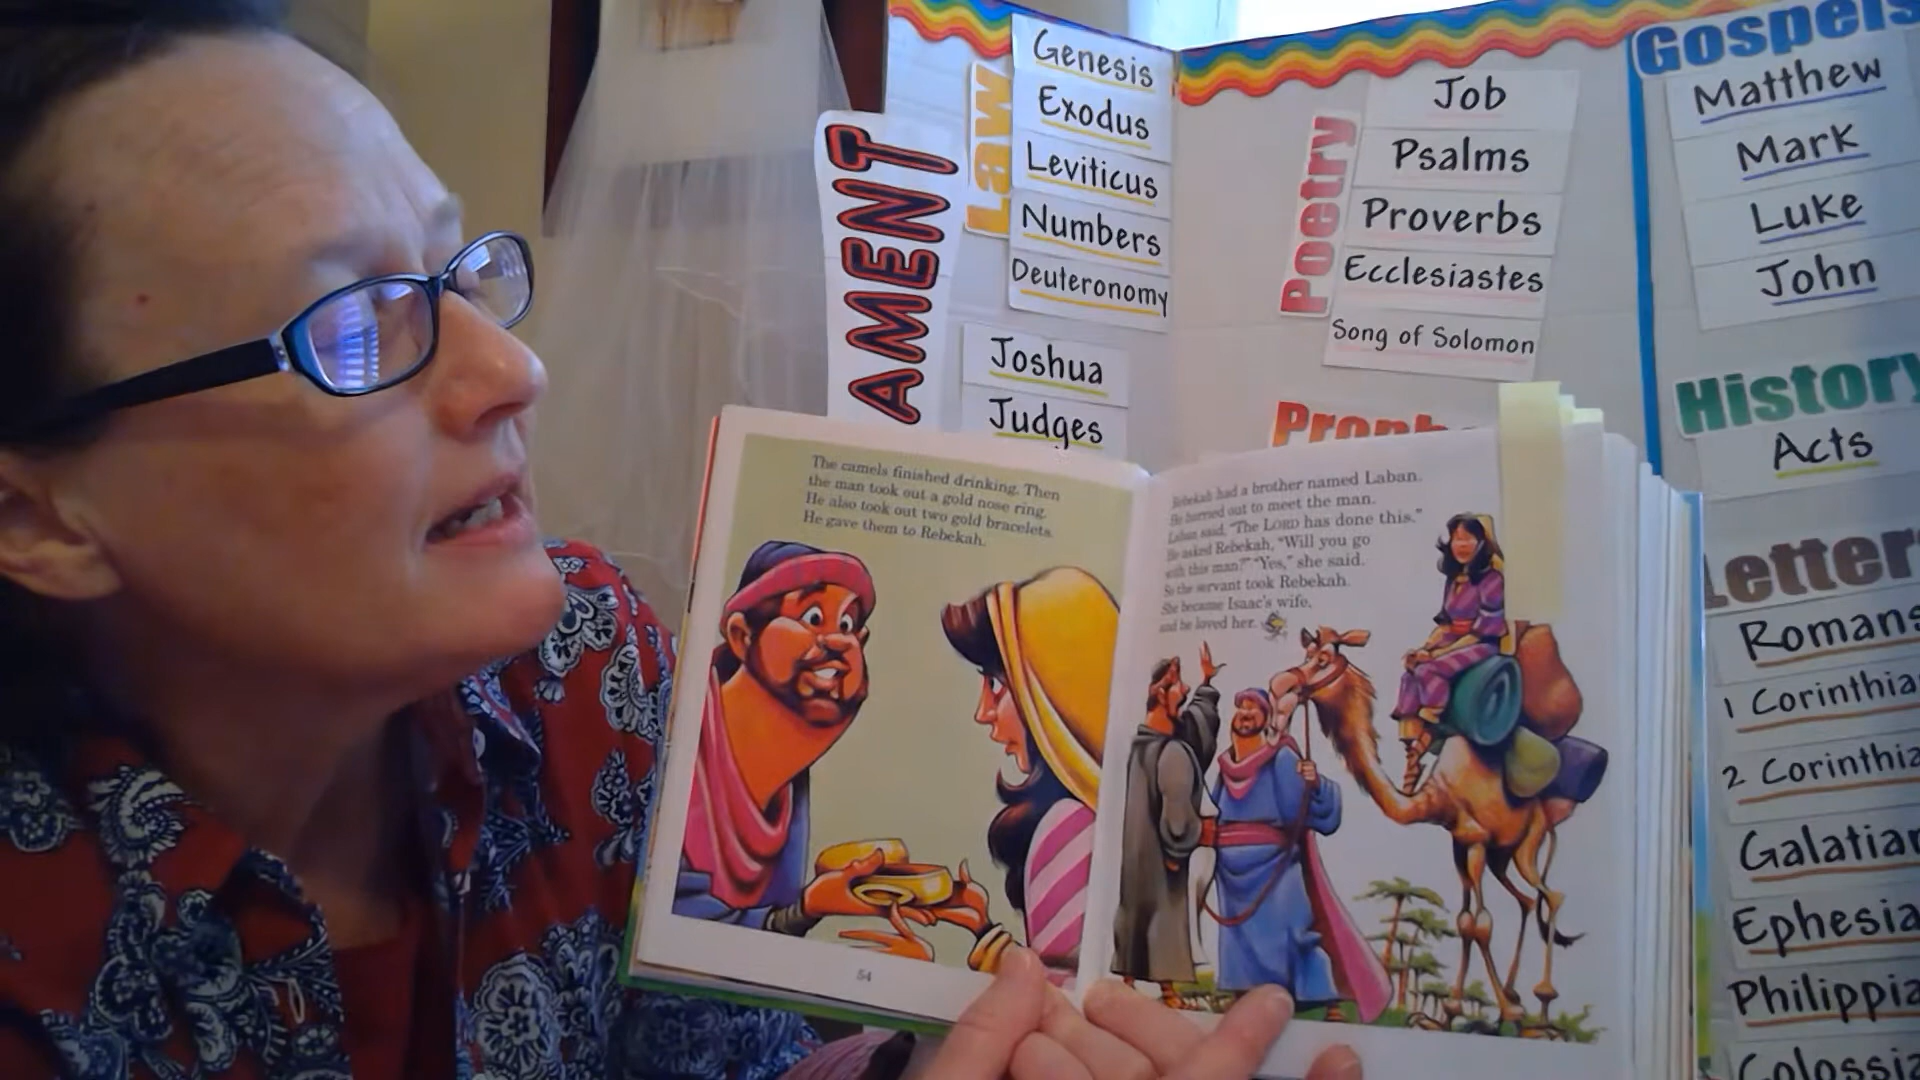 AMENT
Law
Genesis
Exodus
Leviticus
Numbers
Deuteronomy
Joshua
Judges
Poetry
Job
Psalms
Proverbs
Ecclesiastes
Song of Solomon
Proph
Gospels
Matthew
Mark
Luke
John
History
Acts
Letter
Romans
1 Corinthia
2 Corinthia
Galatian
Ephesia
Philippia
Colossia
The camels finished drinking. Then
the man took out a gold nose ring.
He also took out two gold bracelets.
He gave them to Rebekah.
54
Rebekah had a brother named Laban.
He hurried out to meet the man.
Laban said, "The LORD has done this."
He asked Rebekah, "Will you go
with this man?" "Yes," she said.
So the servant took Rebekah.
She became Isaac's wife,
and he loved her.